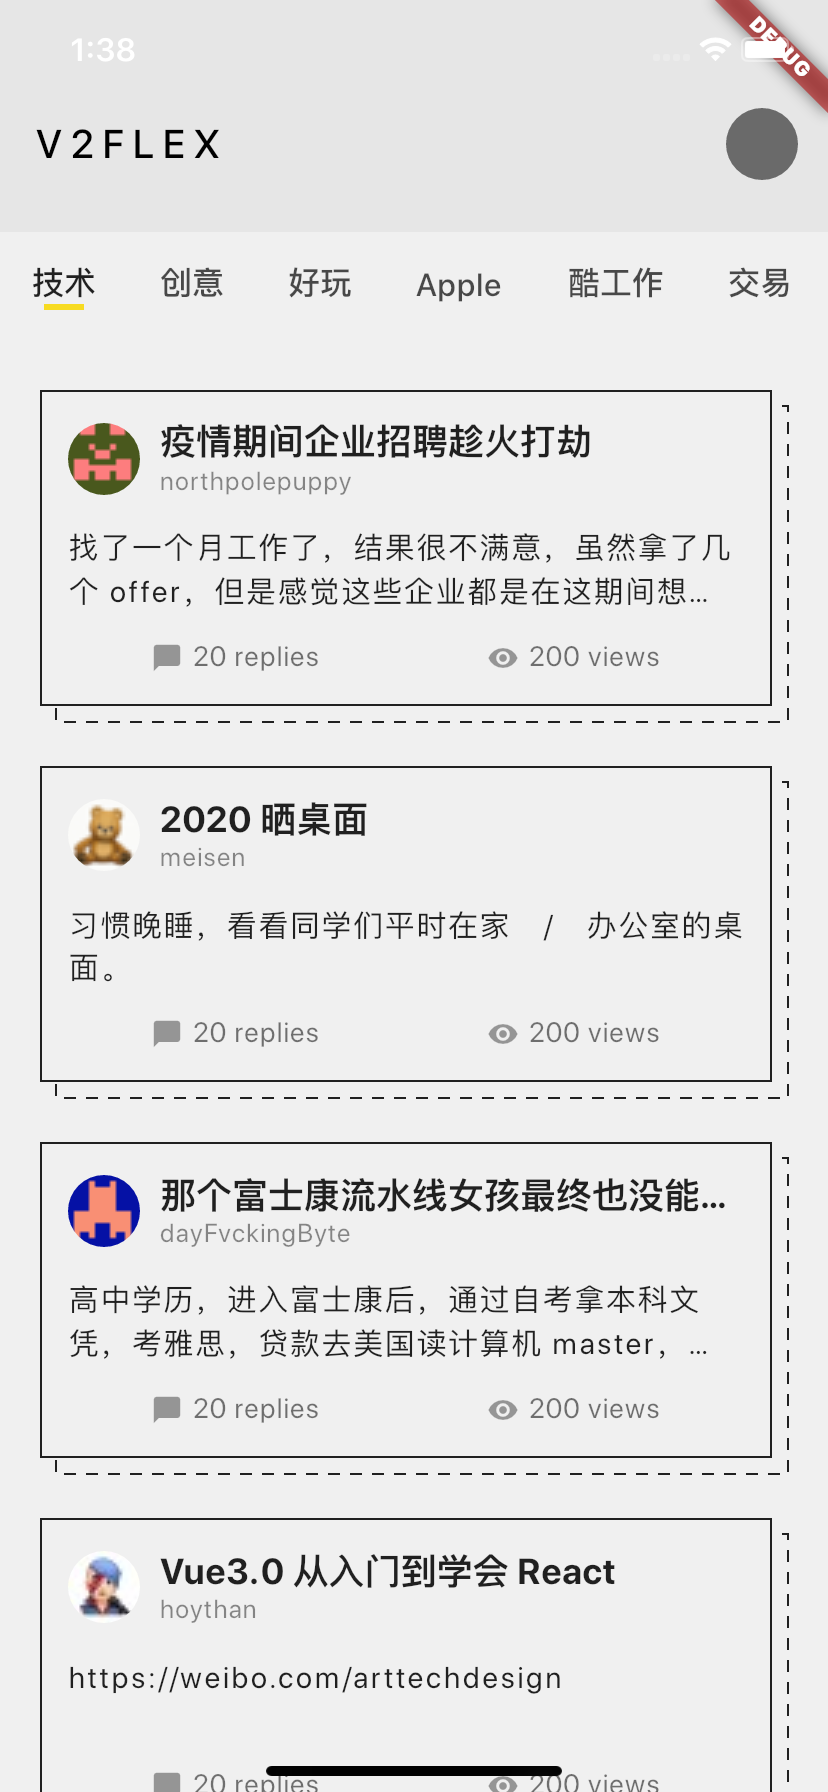 1:38
DEBUG
V2FLEX
技术 创意 好玩 Apple 酷工作 交易
疫情期间企业招聘趁火打劫
northpolepuppy
找了一个月工作了，结果很不满意，虽然拿了几
个 offer，但是感觉这些企业都是在这期间想...
20 replies 200 views
2020 晒桌面
meisen
习惯晚睡，看看同学们平时在家 / 办公室的桌
面。
20 replies 200 views
那个富士康流水线女孩最终也没能...
dayFvckingByte
高中学历，进入富士康后，通过自考拿本科文
凭，考雅思，贷款去美国读计算机 master，...
20 replies 200 views
Vue3.0 从入门到学会 React
hoythan
https://weibo.com/arttechdesign
20 replies 200 views